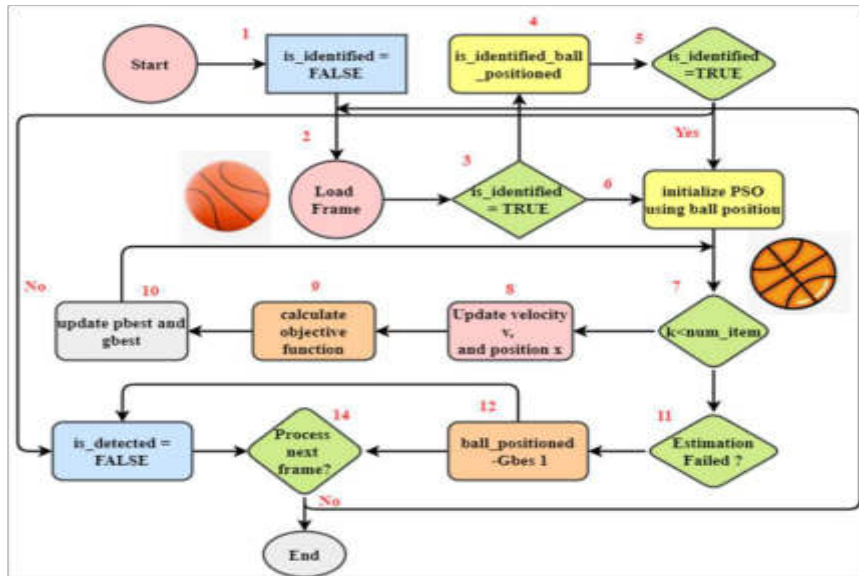 1
4
5
Start
is_identified =
FALSE
is_identified_ball
_positioned
is_identified
=TRUE
2
3
Yes
6
Load
Frame
is_identified
= TRUE
initialize PSO
using ball position
No
10
9
8
7
update pbest and
gbest
calculate
objective
function
Update velocity
v,
and position x
k<num_item
14
12
11
is_detected =
FALSE
Process
next
frame?
ball_positioned
-Gbes 1
Estimation
Failed ?
No
End